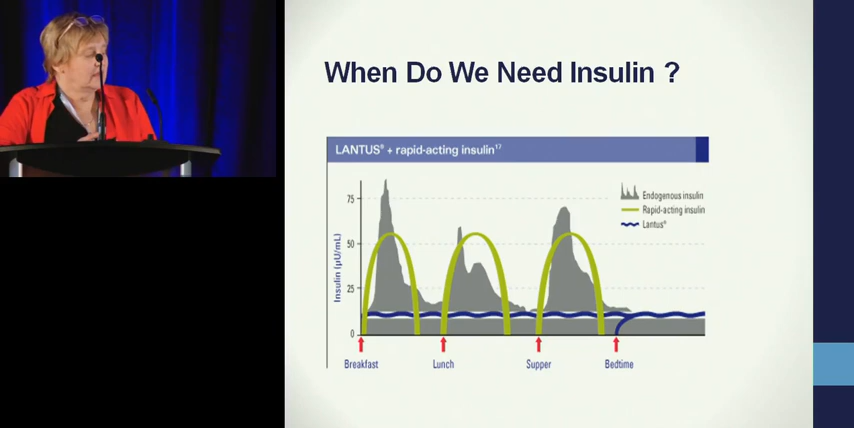 When Do We Need Insulin ?
LANTUS® + rapid-acting insulin17
Endogenous insulin
Rapid-acting insulin
Lantus®
Insulin (µU/mL)
75
50
25
0
Breakfast
Lunch
Supper
Bedtime